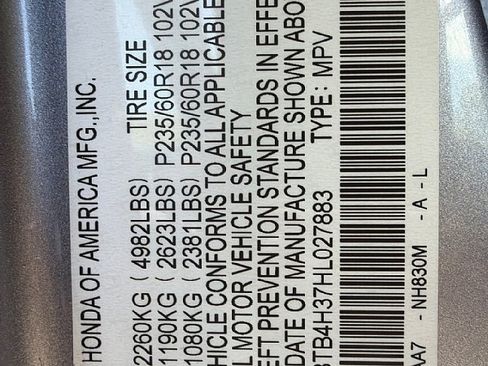 HONDA OF AMERICA MFG.,INC.
TIRE SIZE
2260KG ( 4982LBS)
1190KG ( 2623LBS) P235/60R18 102V
1080KG ( 2381LBS) P235/60R18 102V
HICLE CONFORMS TO ALL APPLICABLE
L MOTOR VEHICLE SAFETY
EFT PREVENTION STANDARDS IN EFFE
DATE OF MANUFACTURE SHOWN ABO
TB4H37HL027883 TYPE: MPV
AA7 - NH830M - A - L